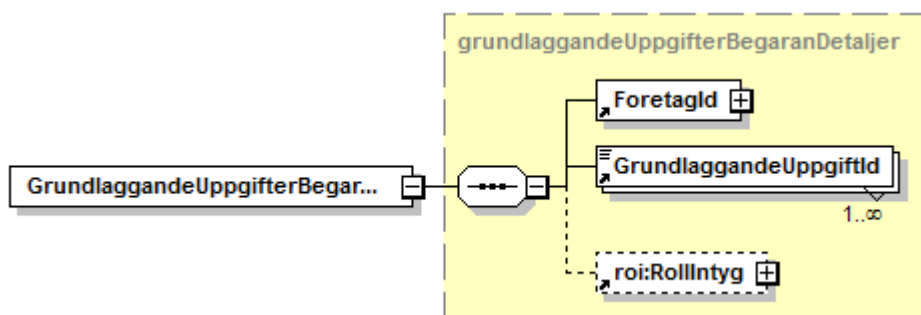 grundlaggandeUppgifterBegaranDetaljer
ForetagId
GrundlaggandeUppgiftId
GrundlaggandeUppgifterBegar...
1..∞
roi:RollIntyg